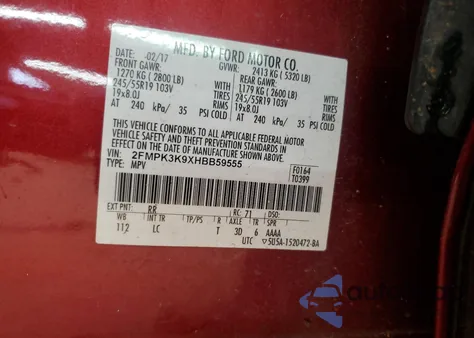 MFD. BY FORD MOTOR CO.
DATE: 02/17 GVWR: 2413 KG ( 5320 LB)
FRONT GAWR: REAR GAWR:
1270 KG ( 2800 LB) 1179 KG ( 2600 LB)
245/55R19 103V WITH TIRES 245/55R19 103V WITH TIRES
19x8.0J RIMS 19x8.0J RIMS
AT 240 kPa/ 35 PSI COLD AT 240 kPa/ 35 PSI COLD
THIS VEHICLE CONFORMS TO ALL APPLICABLE FEDERAL MOTOR
VEHICLE SAFETY AND THEFT PREVENTION STANDARDS IN
EFFECT ON THE DATE OF MANUFACTURE SHOWN ABOVE.
VIN: 2FMPK3K9XHBB59555
TYPE: MPV
F0164
T0399
EXT PNT: RR RC: 71
WB INT TR TP/PS R AXLE TR SPR
112 LC T 3D 6 AAAA
UTC